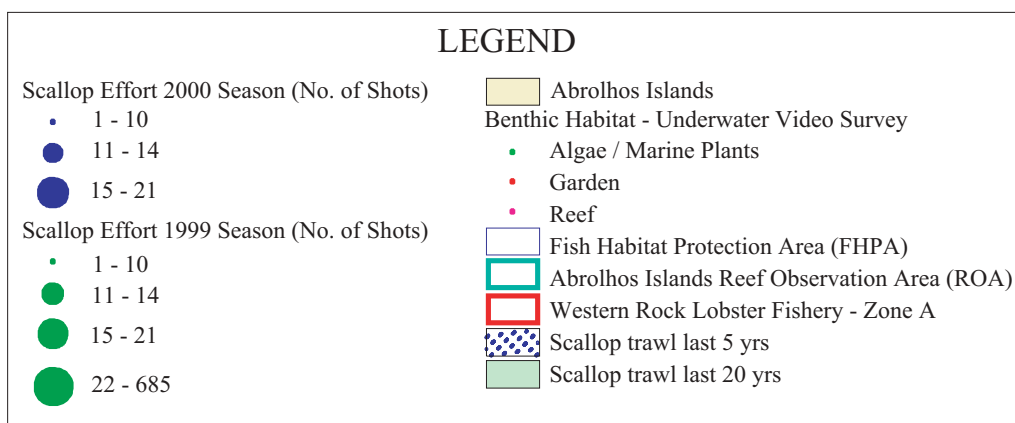 LEGEND
Scallop Effort 2000 Season (No. of Shots)
1 - 10
11 - 14
15 - 21
Scallop Effort 1999 Season (No. of Shots)
1 - 10
11 - 14
15 - 21
22 - 685
Abrolhos Islands
Benthic Habitat - Underwater Video Survey
Algae / Marine Plants
Garden
Reef
Fish Habitat Protection Area (FHPA)
Abrolhos Islands Reef Observation Area (ROA)
Western Rock Lobster Fishery - Zone A
Scallop trawl last 5 yrs
Scallop trawl last 20 yrs